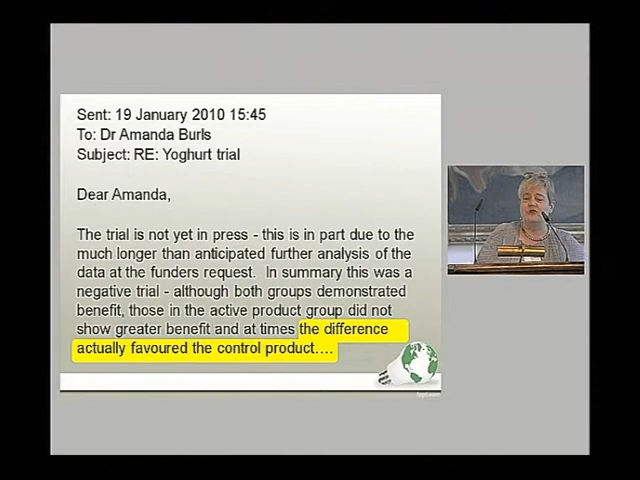 Sent: 19 January 2010 15:45
To: Dr Amanda Burls
Subject: RE: Yoghurt trial
Dear Amanda,
The trial is not yet in press - this is in part due to the
much longer than anticipated further analysis of the
data at the funders request. In summary this was a
negative trial - although both groups demonstrated
benefit, those in the active product group did not
show greater benefit and at times the difference
actually favoured the control product....